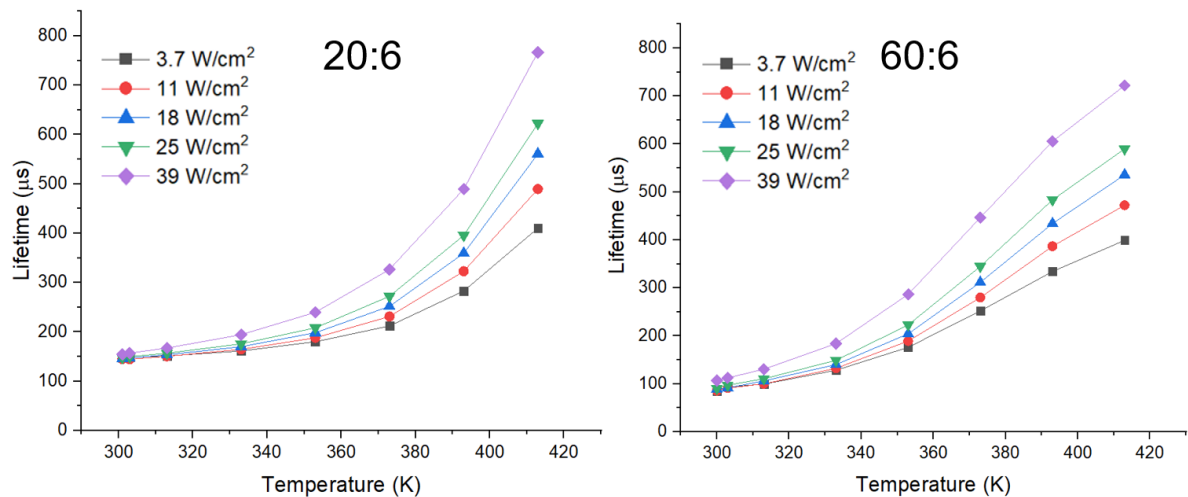 20:6
3.7 W/cm²
11 W/cm²
18 W/cm²
25 W/cm²
39 W/cm²
800
700
600
500
400
300
200
100
0
Lifetime (μs)
300 320 340 360 380 400 420
Temperature (K)
60:6
3.7 W/cm²
11 W/cm²
18 W/cm²
25 W/cm²
39 W/cm²
800
700
600
500
400
300
200
100
0
Lifetime (μs)
300 320 340 360 380 400 420
Temperature (K)